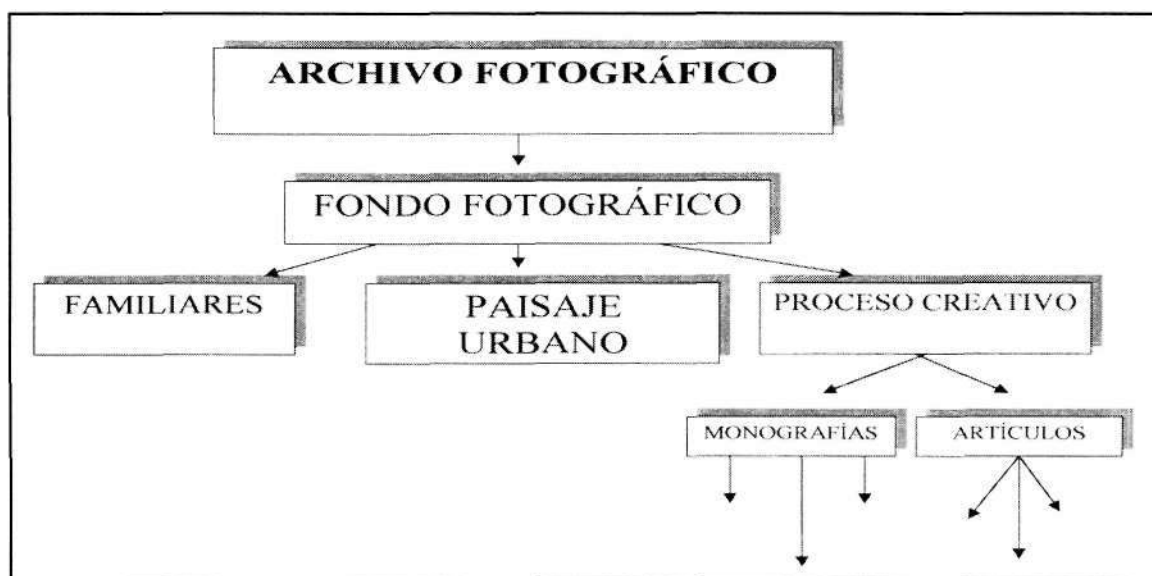 ARCHIVO FOTOGRÁFICO
FONDO FOTOGRÁFICO
FAMILIARES
PAISAJE
URBANO
PROCESO CREATIVO
MONOGRAFÍAS
ARTÍCULOS